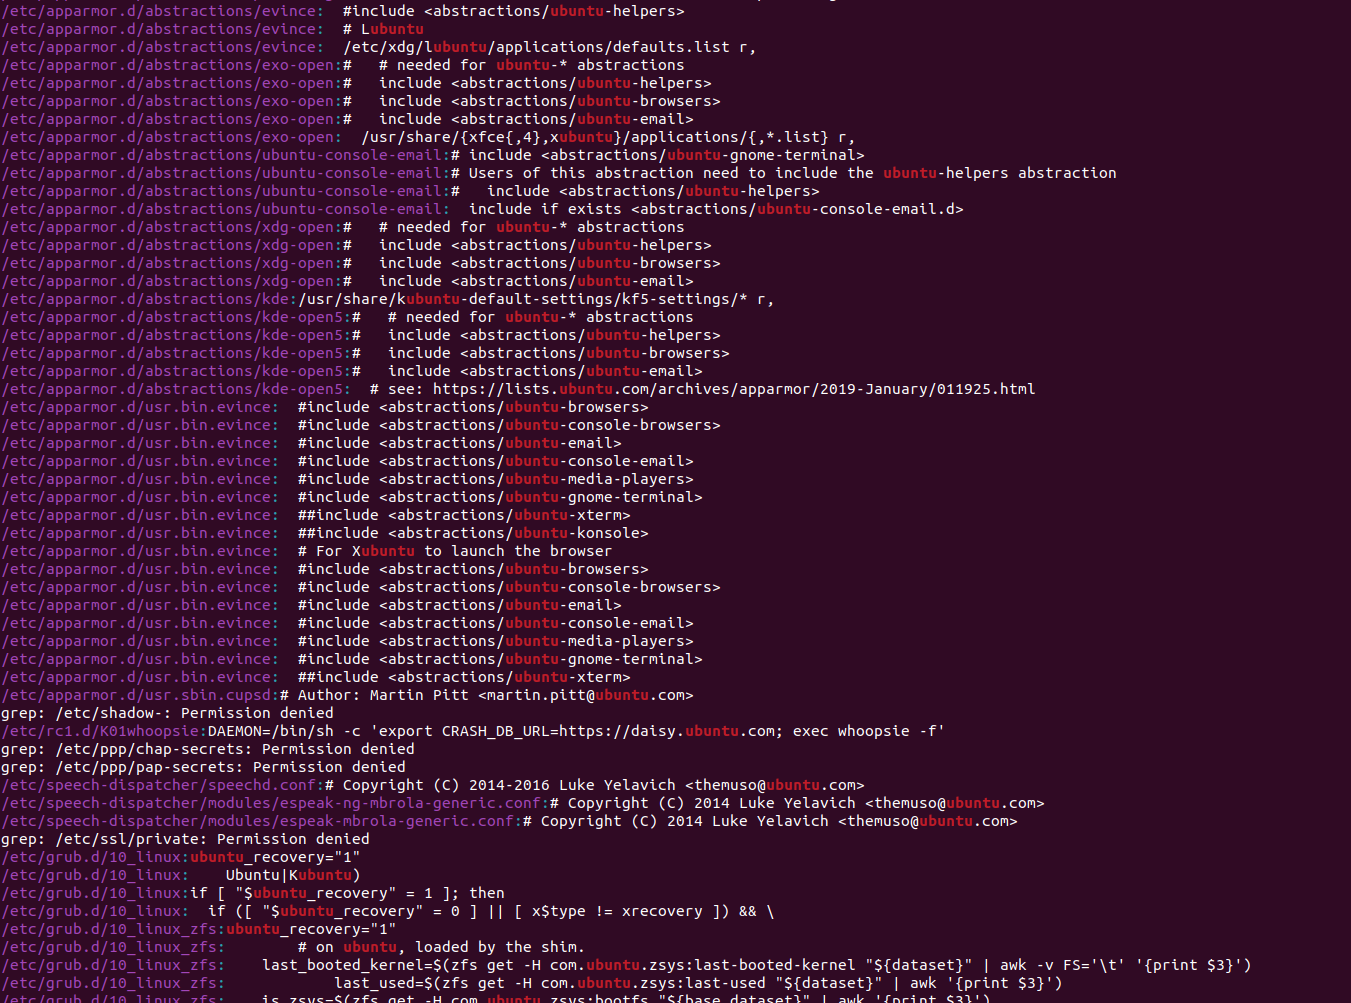 /etc/apparmor.d/abstractions/evince:  #include <abstractions/ubuntu-helpers>
/etc/apparmor.d/abstractions/evince:  # Lubuntu
/etc/apparmor.d/abstractions/evince:  /etc/xdg/lubuntu/applications/defaults.list r,
/etc/apparmor.d/abstractions/exo-open:#   # needed for ubuntu-* abstractions
/etc/apparmor.d/abstractions/exo-open:#   include <abstractions/ubuntu-helpers>
/etc/apparmor.d/abstractions/exo-open:#   include <abstractions/ubuntu-browsers>
/etc/apparmor.d/abstractions/exo-open:#   include <abstractions/ubuntu-email>
/etc/apparmor.d/abstractions/exo-open:  /usr/share/{xfce{,4},xubuntu}/applications/{,*.list} r,
/etc/apparmor.d/abstractions/ubuntu-console-email:# include <abstractions/ubuntu-gnome-terminal>
/etc/apparmor.d/abstractions/ubuntu-console-email:# Users of this abstraction need to include the ubuntu-helpers abstraction
/etc/apparmor.d/abstractions/ubuntu-console-email:#   include <abstractions/ubuntu-helpers>
/etc/apparmor.d/abstractions/ubuntu-console-email:  include if exists <abstractions/ubuntu-console-email.d>
/etc/apparmor.d/abstractions/xdg-open:#   # needed for ubuntu-* abstractions
/etc/apparmor.d/abstractions/xdg-open:#   include <abstractions/ubuntu-helpers>
/etc/apparmor.d/abstractions/xdg-open:#   include <abstractions/ubuntu-browsers>
/etc/apparmor.d/abstractions/xdg-open:#   include <abstractions/ubuntu-email>
/etc/apparmor.d/abstractions/kde:/usr/share/kubuntu-default-settings/kf5-settings/* r,
/etc/apparmor.d/abstractions/kde-open5:#   # needed for ubuntu-* abstractions
/etc/apparmor.d/abstractions/kde-open5:#   include <abstractions/ubuntu-helpers>
/etc/apparmor.d/abstractions/kde-open5:#   include <abstractions/ubuntu-browsers>
/etc/apparmor.d/abstractions/kde-open5:#   include <abstractions/ubuntu-email>
/etc/apparmor.d/abstractions/kde-open5:  # see: https://lists.ubuntu.com/archives/apparmor/2019-January/011925.html
/etc/apparmor.d/usr.bin.evince:  #include <abstractions/ubuntu-browsers>
/etc/apparmor.d/usr.bin.evince:  #include <abstractions/ubuntu-console-browsers>
/etc/apparmor.d/usr.bin.evince:  #include <abstractions/ubuntu-email>
/etc/apparmor.d/usr.bin.evince:  #include <abstractions/ubuntu-console-email>
/etc/apparmor.d/usr.bin.evince:  #include <abstractions/ubuntu-media-players>
/etc/apparmor.d/usr.bin.evince:  #include <abstractions/ubuntu-gnome-terminal>
/etc/apparmor.d/usr.bin.evince:  ##include <abstractions/ubuntu-xterm>
/etc/apparmor.d/usr.bin.evince:  ##include <abstractions/ubuntu-konsole>
/etc/apparmor.d/usr.bin.evince:  # For Xubuntu to launch the browser
/etc/apparmor.d/usr.bin.evince:  #include <abstractions/ubuntu-browsers>
/etc/apparmor.d/usr.bin.evince:  #include <abstractions/ubuntu-console-browsers>
/etc/apparmor.d/usr.bin.evince:  #include <abstractions/ubuntu-email>
/etc/apparmor.d/usr.bin.evince:  #include <abstractions/ubuntu-console-email>
/etc/apparmor.d/usr.bin.evince:  #include <abstractions/ubuntu-media-players>
/etc/apparmor.d/usr.bin.evince:  #include <abstractions/ubuntu-gnome-terminal>
/etc/apparmor.d/usr.bin.evince:  ##include <abstractions/ubuntu-xterm>
/etc/apparmor.d/usr.sbin.cupsd:# Author: Martin Pitt <martin.pitt@ubuntu.com>
grep: /etc/shadow-: Permission denied
/etc/rc1.d/K01whoopsie:DAEMON=/bin/sh -c 'export CRASH_DB_URL=https://daisy.ubuntu.com; exec whoopsie -f'
grep: /etc/ppp/chap-secrets: Permission denied
grep: /etc/ppp/pap-secrets: Permission denied
/etc/speech-dispatcher/speechd.conf:# Copyright (C) 2014-2016 Luke Yelavich <themuso@ubuntu.com>
/etc/speech-dispatcher/modules/espeak-ng-mbrola-generic.conf:# Copyright (C) 2014 Luke Yelavich <themuso@ubuntu.com>
/etc/speech-dispatcher/modules/espeak-mbrola-generic.conf:# Copyright (C) 2014 Luke Yelavich <themuso@ubuntu.com>
grep: /etc/ssl/private: Permission denied
/etc/grub.d/10_linux:ubuntu_recovery="1"
/etc/grub.d/10_linux:    Ubuntu|Kubuntu)
/etc/grub.d/10_linux:if [ "$ubuntu_recovery" = 1 ]; then
/etc/grub.d/10_linux:  if ([ "$ubuntu_recovery" = 0 ] || [ x$type != xrecovery ]) && \
/etc/grub.d/10_linux_zfs:ubuntu_recovery="1"
/etc/grub.d/10_linux_zfs:        # on ubuntu, loaded by the shim.
/etc/grub.d/10_linux_zfs:    last_booted_kernel=$(zfs get -H com.ubuntu.zsys:last-booted-kernel "${dataset}" | awk -v FS='\t' '{print $3}')
/etc/grub.d/10_linux_zfs:            last_used=$(zfs get -H com.ubuntu.zsys:last-used "${dataset}" | awk '{print $3}')
/etc/grub.d/10_linux_zfs:    is_zsys=$(zfs get -H com.ubuntu.zsys:bootfs "${base_dataset}" | awk '{print $3}')